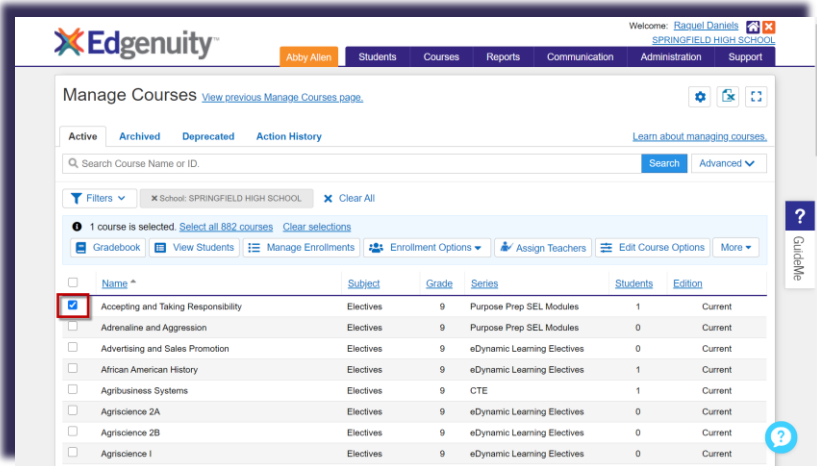 Welcome: Raquel Daniels
SPRINGFIELD HIGH SCHOOL
Edgenuity
Abby Allen Students Courses Reports Communication Administration Support
Manage Courses View previous Manage Courses page.
Active Archived Deprecated Action History Learn about managing courses.
Search Course Name or ID. Search Advanced
Filters School: SPRINGFIELD HIGH SCHOOL Clear All
1 course is selected. Select all 882 courses Clear selections
Gradebook View Students Manage Enrollments Enrollment Options Assign Teachers Edit Course Options More
Name Subject Grade Series Students Edition
Accepting and Taking Responsibility Electives 9 Purpose Prep SEL Modules 1 Current
Adrenaline and Aggression Electives 9 Purpose Prep SEL Modules 0 Current
Advertising and Sales Promotion Electives 9 eDynamic Learning Electives 0 Current
African American History Electives 9 eDynamic Learning Electives 1 Current
Agribusiness Systems Electives 9 CTE 1 Current
Agriscience 2A Electives 9 eDynamic Learning Electives 0 Current
Agriscience 2B Electives 9 eDynamic Learning Electives 0 Current
Agriscience I Electives 9 eDynamic Learning Electives 0 Current
? GuideMe
?